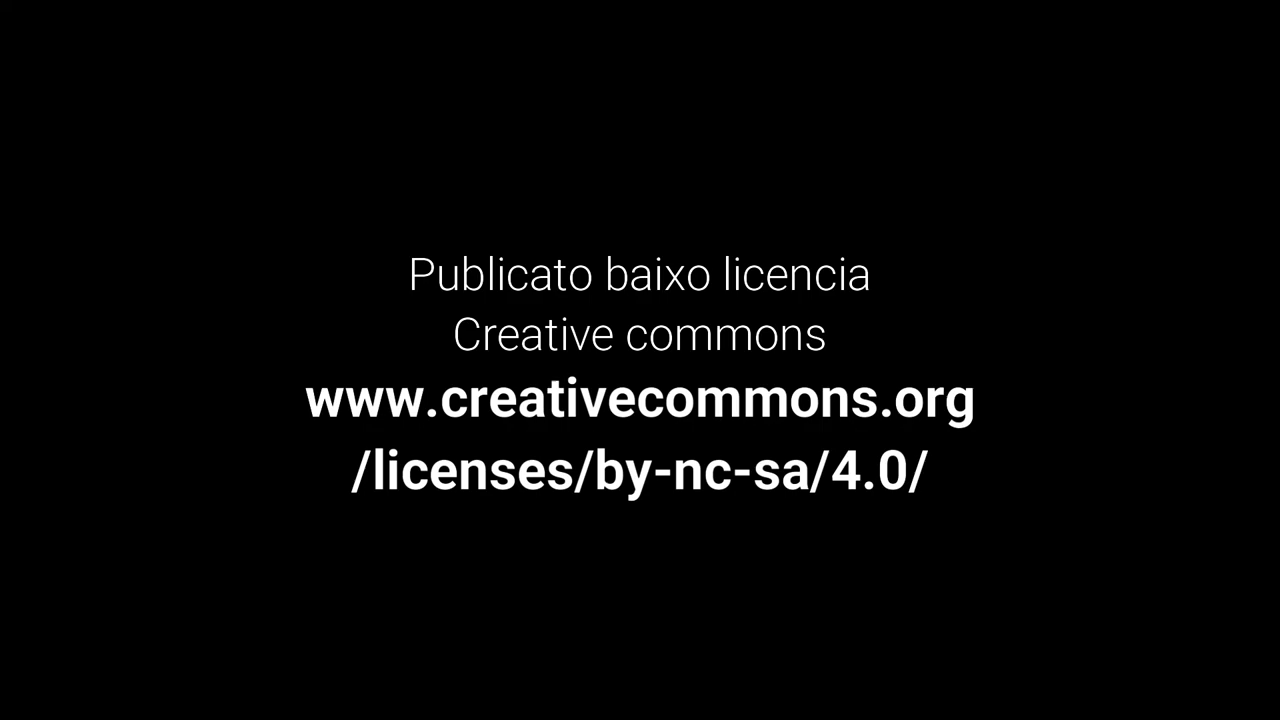 Publicato baixo licencia
Creative commons
www.creativecommons.org
/licenses/by-nc-sa/4.0/